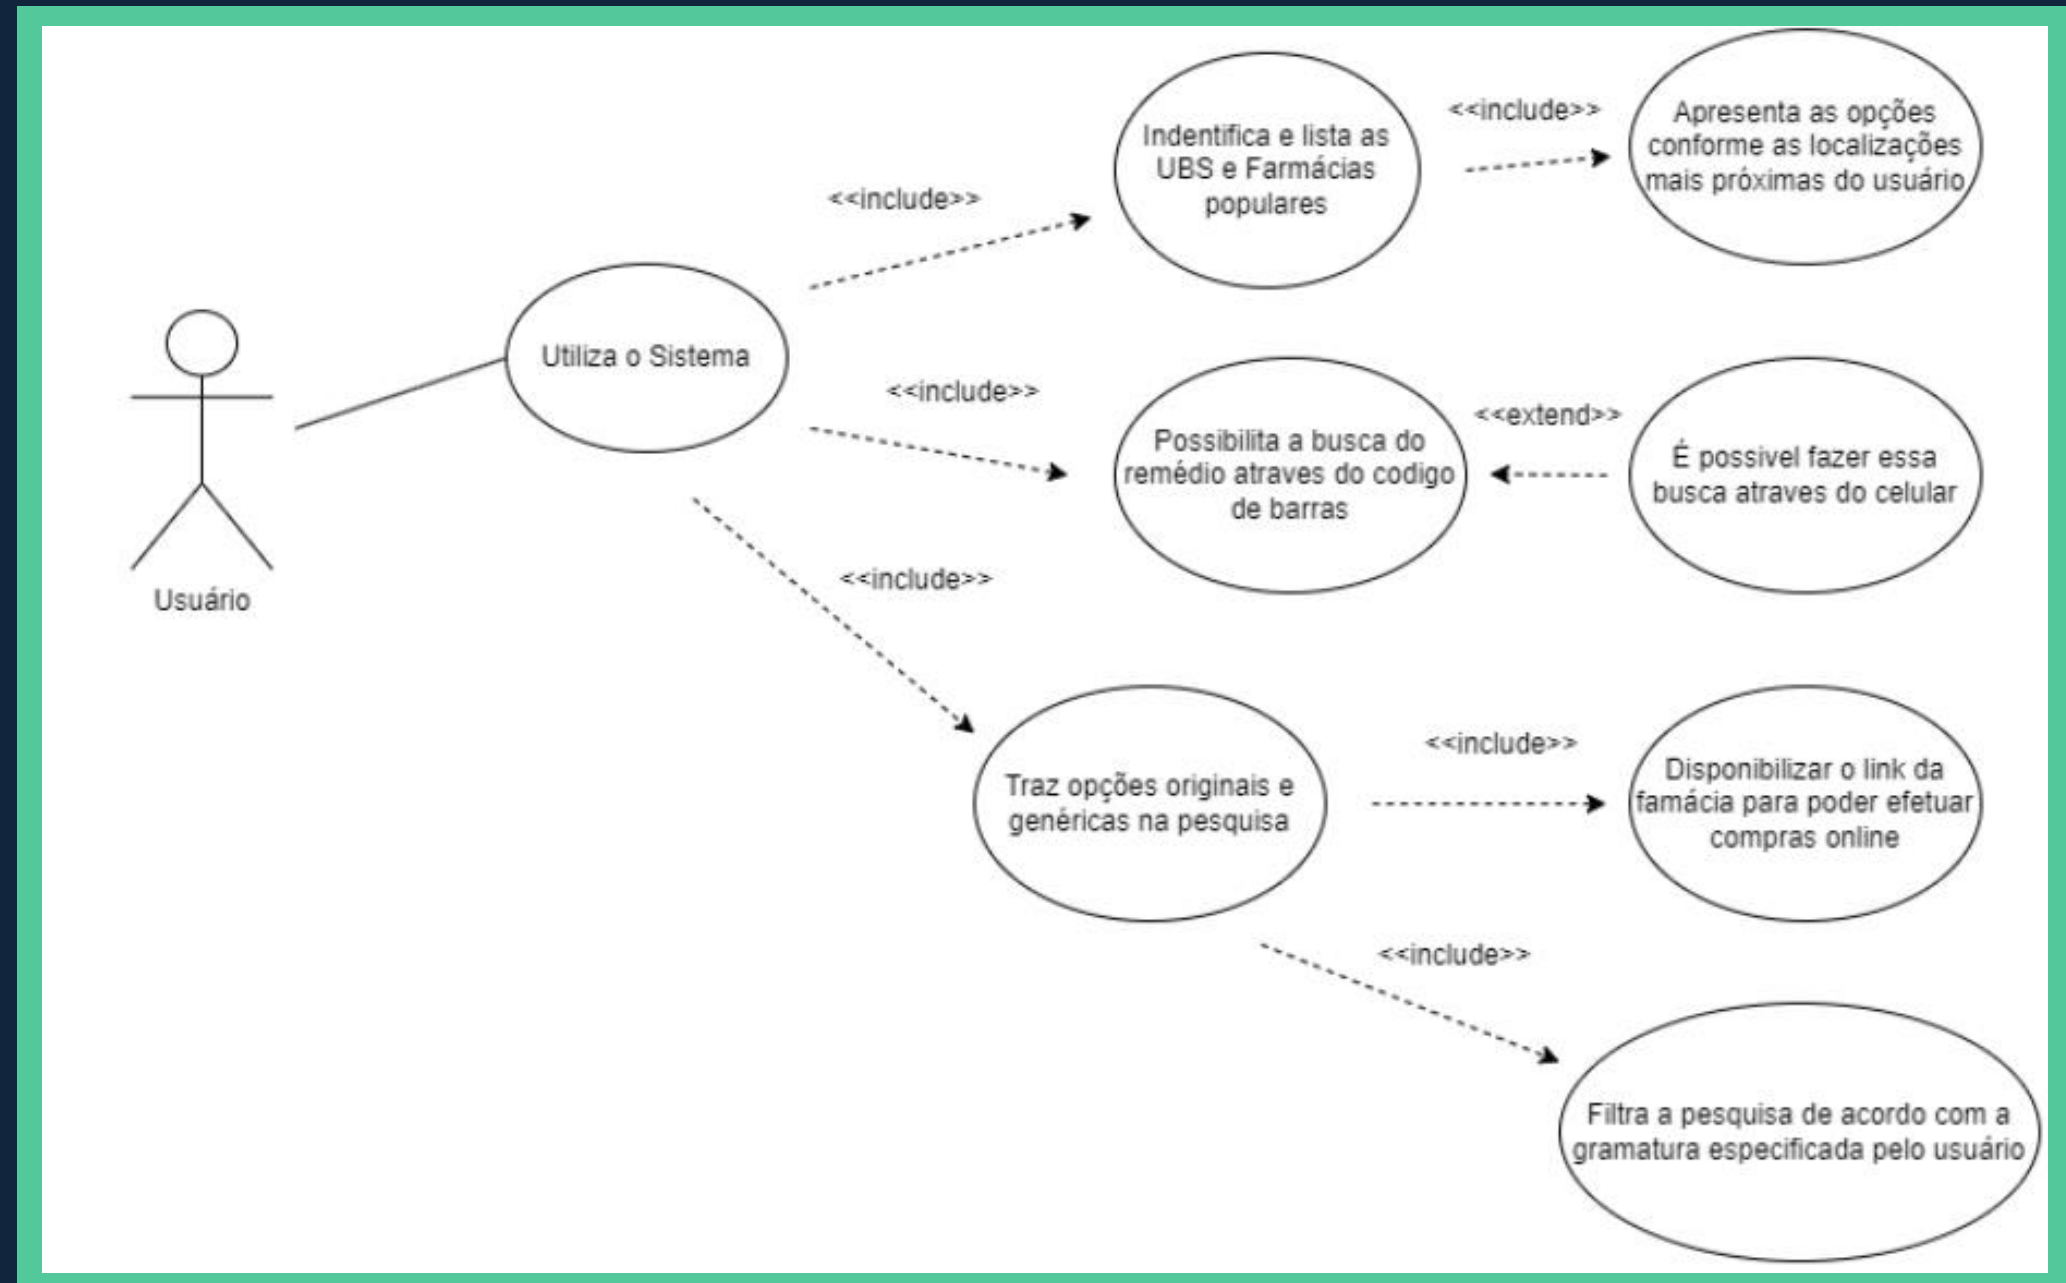 <<include>>
Indentifica e lista as
UBS e Farmácias
populares
<<include>>
Apresenta as opções
conforme as localizações
mais próximas do usuário
Utiliza o Sistema
Usuário
<<include>>
Possibilita a busca do
remédio atraves do codigo
de barras
<<extend>>
É possivel fazer essa
busca atraves do celular
<<include>>
Traz opções originais e
genéricas na pesquisa
<<include>>
Disponibilizar o link da
famácia para poder efetuar
compras online
<<include>>
Filtra a pesquisa de acordo com a
gramatura especificada pelo usuário